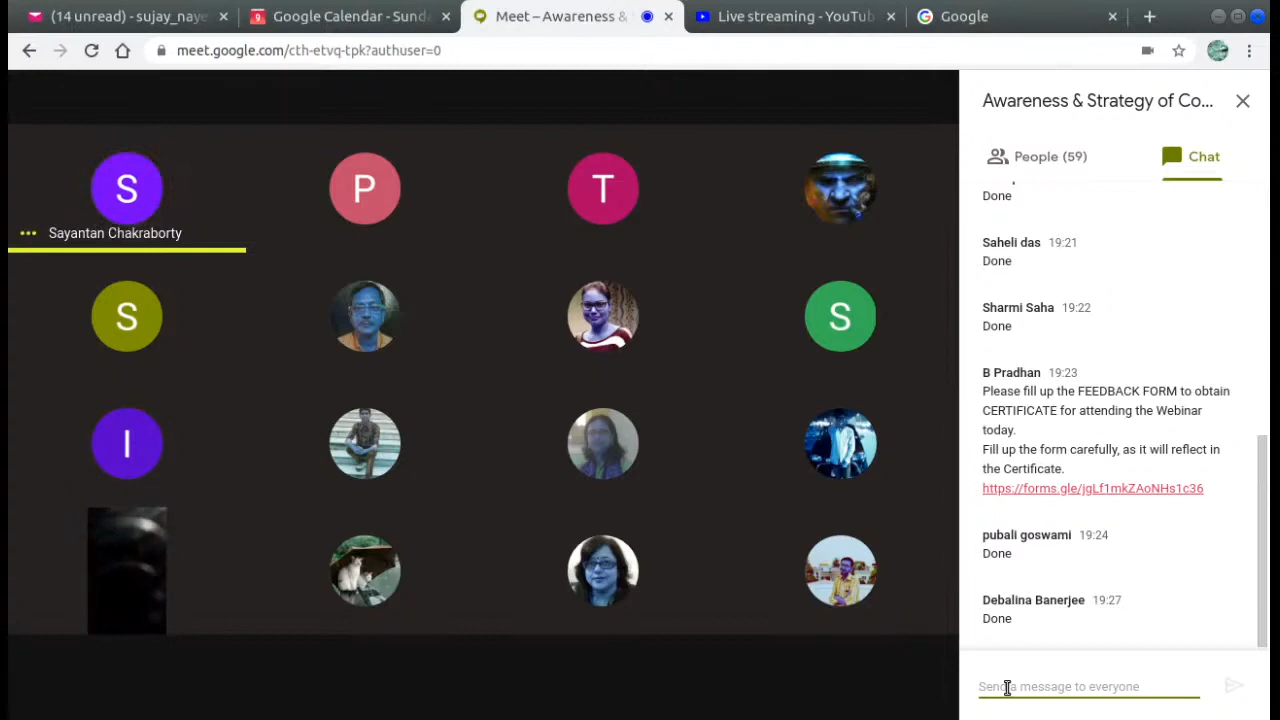 (14 unread) - sujay_naye
Google Calendar - Sund
Meet – Awareness &
Live streaming - YouTub
Google
meet.google.com/cth-etvq-tpk?authuser=0
S
P
T
Sayantan Chakraborty
S
S
I
Awareness & Strategy of Co...
People (59)
Chat
Done
Saheli das 19:21
Done
Sharmi Saha 19:22
Done
B Pradhan 19:23
Please fill up the FEEDBACK FORM to obtain
CERTIFICATE for attending the Webinar
today.
Fill up the form carefully, as it will reflect in
the Certificate.
https://forms.gle/jgLf1mkZAoNHs1c36
pubali goswami 19:24
Done
Debalina Banerjee 19:27
Done
Send a message to everyone